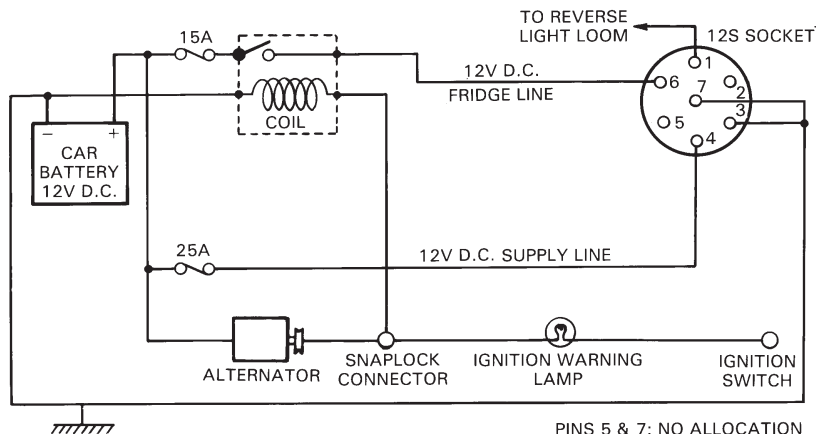 TO REVERSE
LIGHT LOOM
12S SOCKET
15A
1
6
7
2
3
5
4
12V D.C.
FRIDGE LINE
COIL
– +
CAR
BATTERY
12V D.C.
25A
12V D.C. SUPPLY LINE
ALTERNATOR
SNAPLOCK
CONNECTOR
IGNITION WARNING
LAMP
IGNITION
SWITCH
PINS 5 & 7: NO ALLOCATION